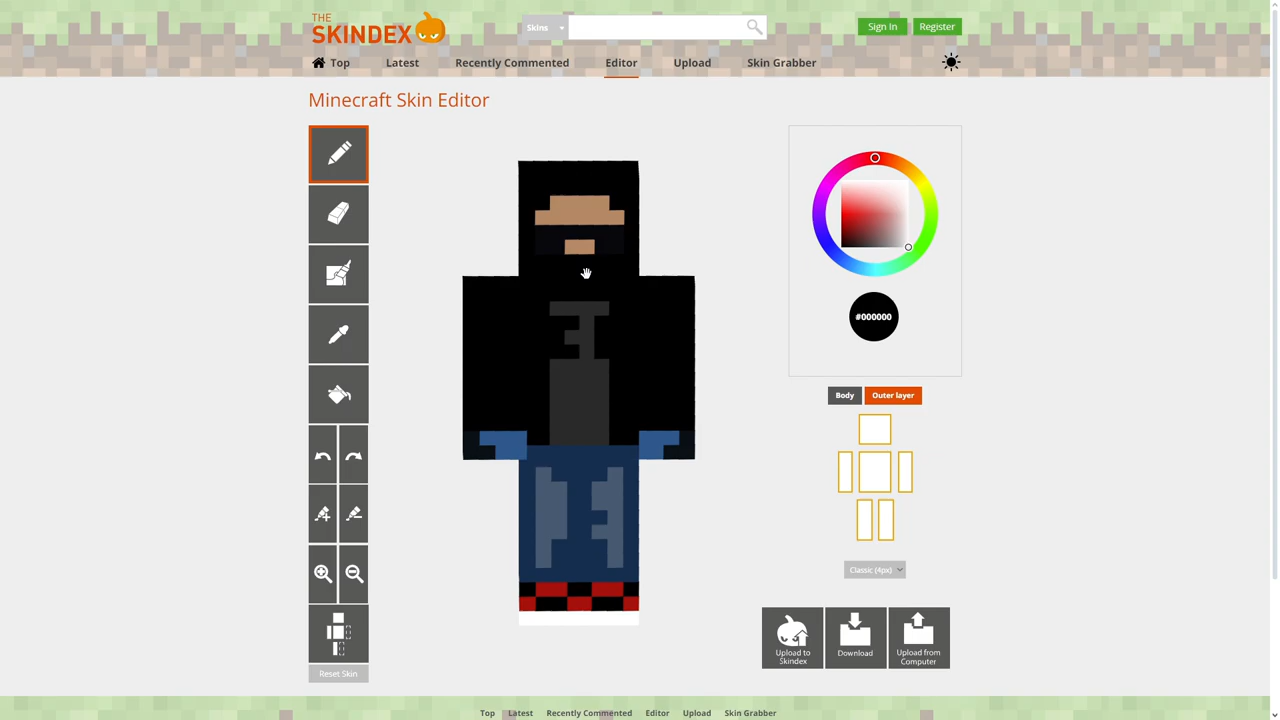 THE
SKINDEX
Skins
Sign In
Register
Top
Latest
Recently Commented
Editor
Upload
Skin Grabber
Minecraft Skin Editor
#000000
Body
Outer layer
Classic (4px)
Upload to
Skindex
Download
Upload from
Computer
Reset Skin
Top
Latest
Recently Commented
Editor
Upload
Skin Grabber